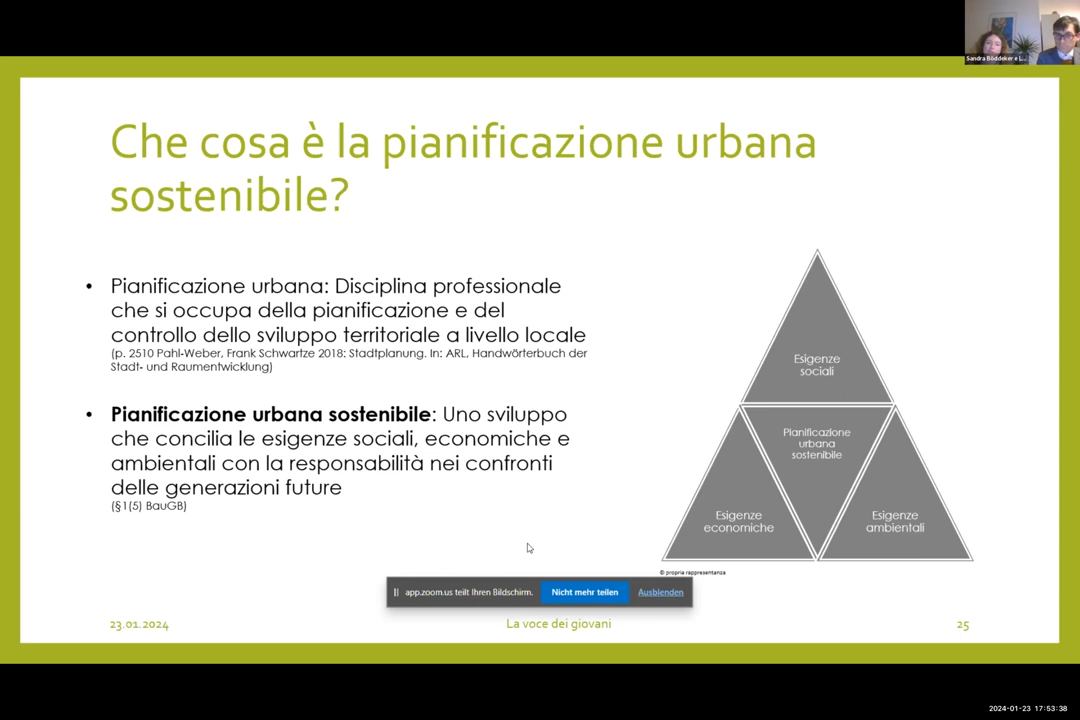 Sandra Böddeker e L...
Che cosa è la pianificazione urbana
sostenibile?
• Pianificazione urbana: Disciplina professionale
che si occupa della pianificazione e del
controllo dello sviluppo territoriale a livello locale
(p. 2510 Pahl-Weber, Frank Schwartze 2018: Stadtplanung. In: ARL, Handwörterbuch der
Stadt- und Raumentwicklung)
• Pianificazione urbana sostenibile: Uno sviluppo
che concilia le esigenze sociali, economiche e
ambientali con la responsabilità nei confronti
delle generazioni future
(§1(5) BauGB)
Esigenze
sociali
Pianificazione
urbana
sostenibile
Esigenze
economiche
Esigenze
ambientali
© propria rappresentanza
app.zoom.us teilt Ihren Bildschirm.
Nicht mehr teilen
Ausblenden
23.01.2024
La voce dei giovani
25
2024-01-23 17:53:38